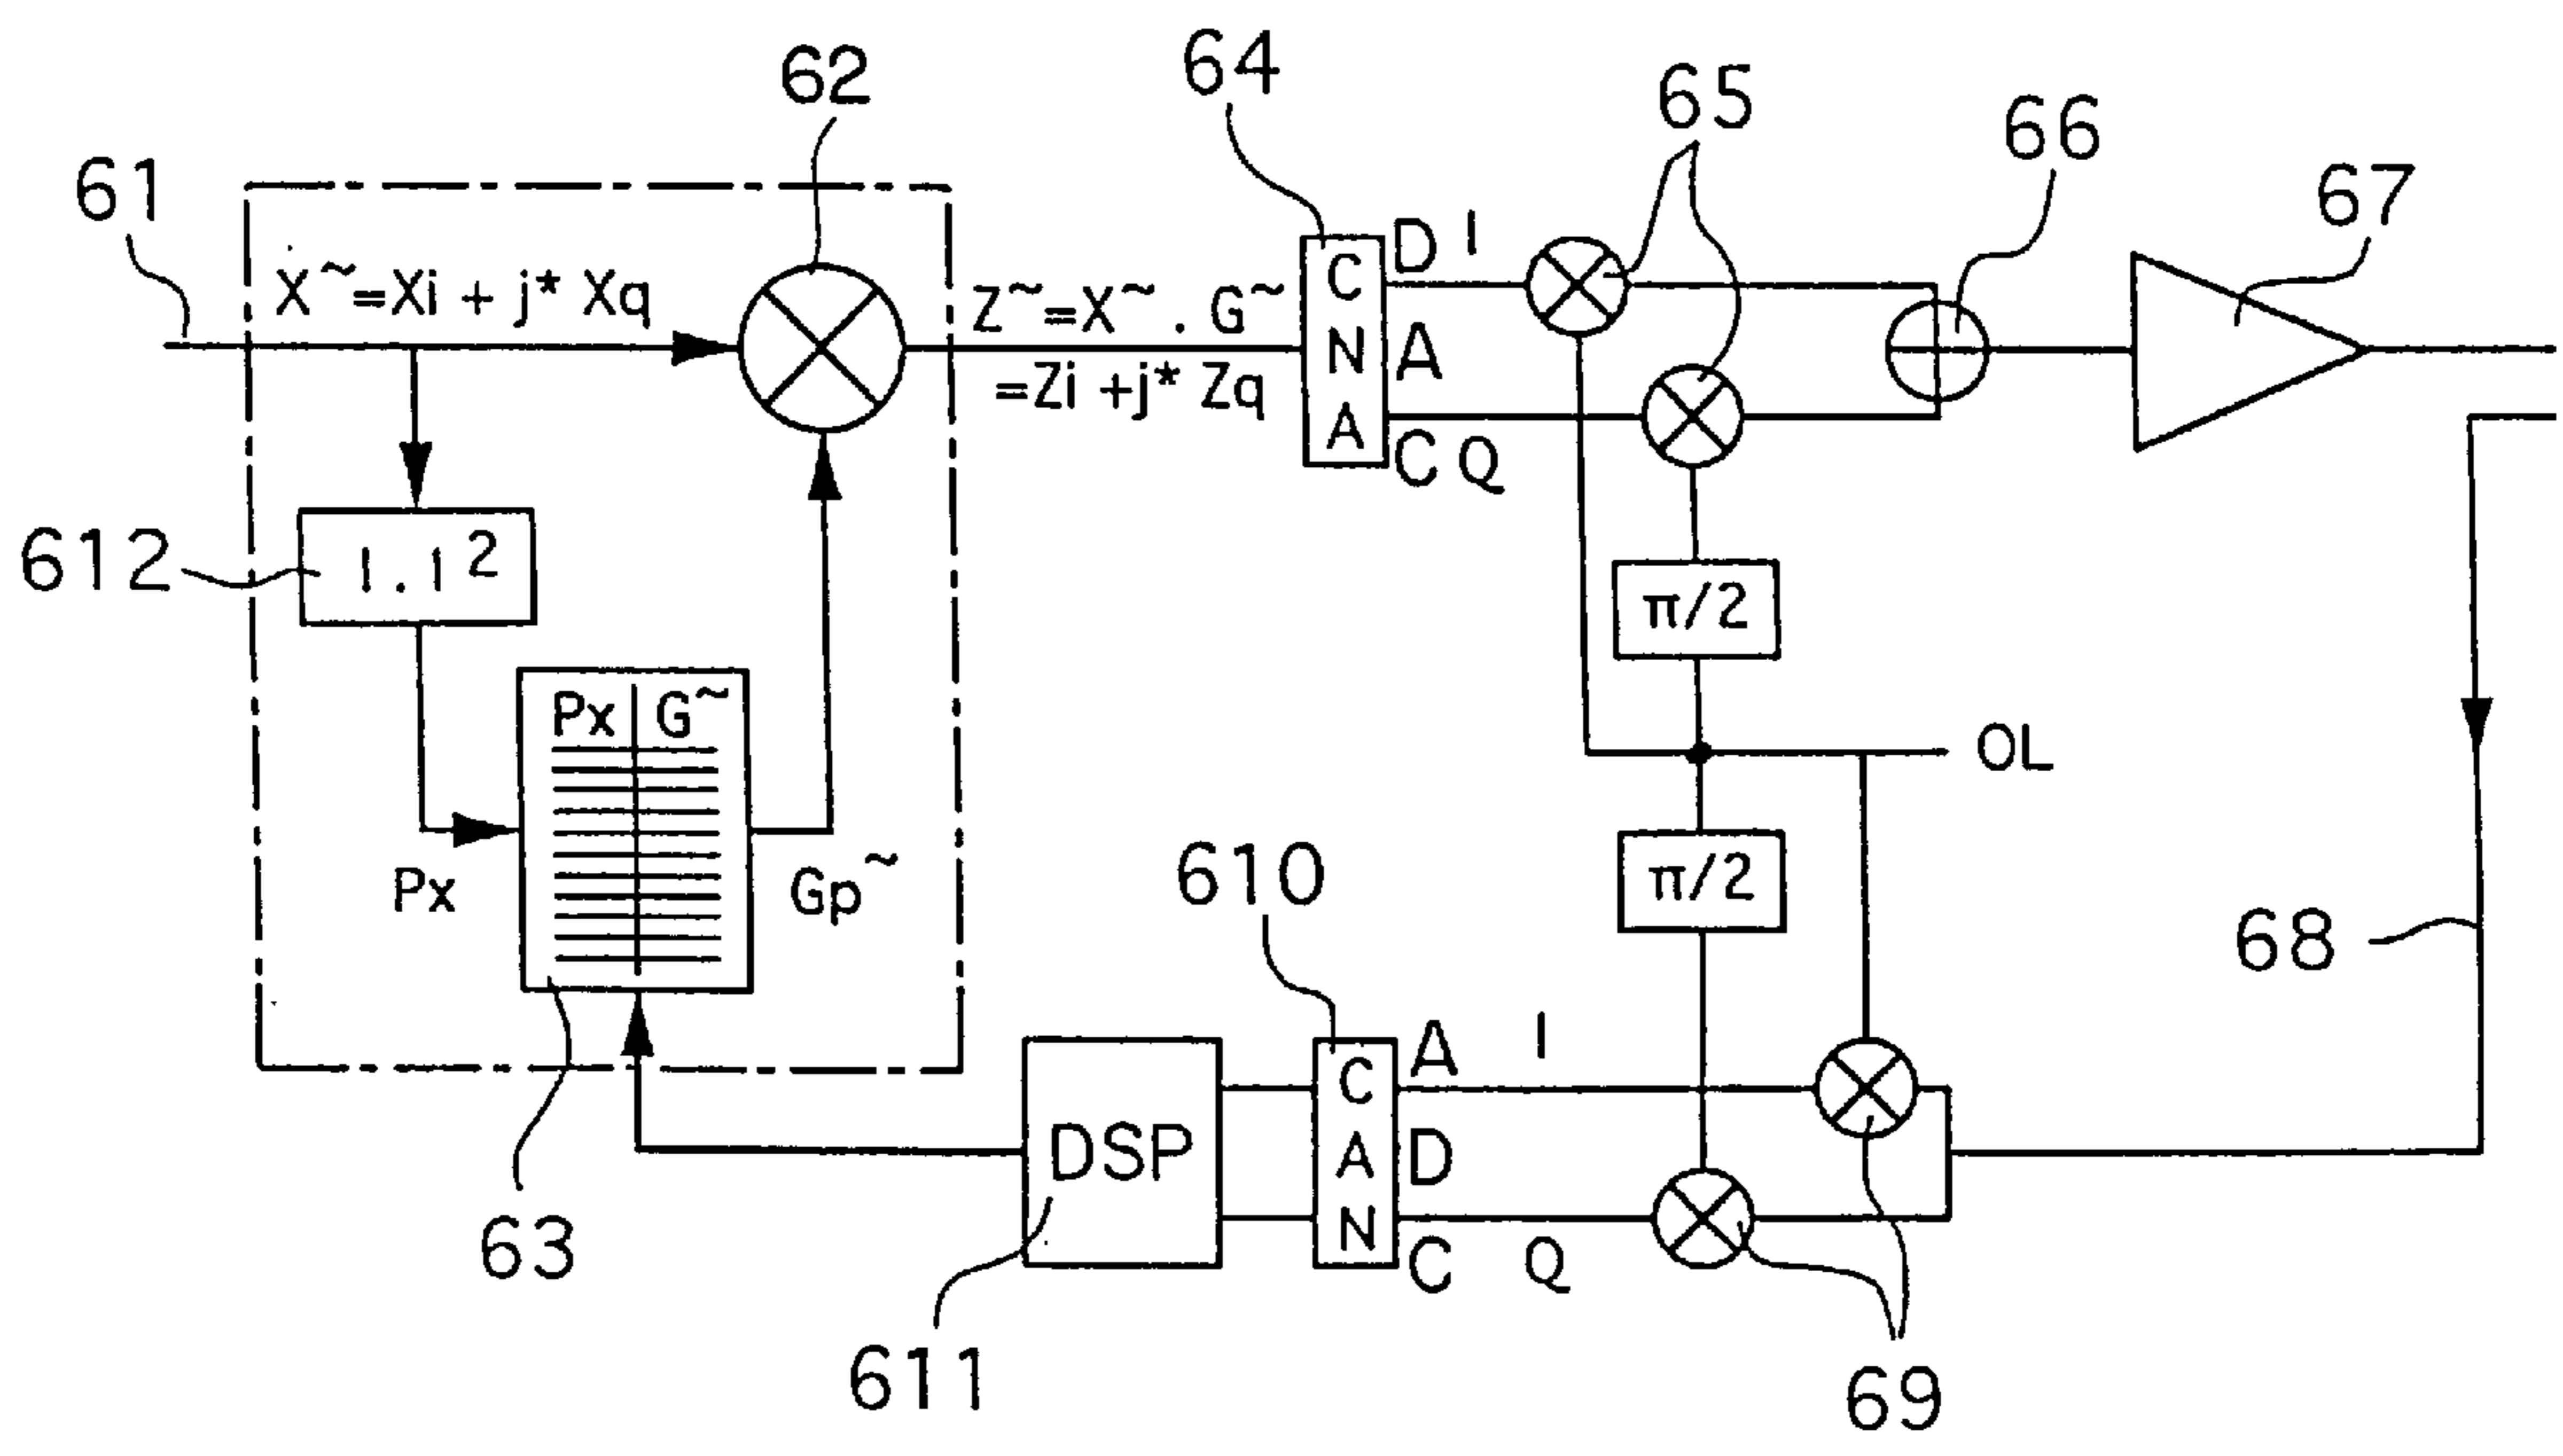 62
64
65
66
67
61
X~=Xi + j* Xq
Z~=X~ . G~
=Zi +j* Zq
C
N
A
D
A
C
I
Q
612
|.|²
π/2
Px
G~
OL
π/2
Px
Gp~
610
68
DSP
C
A
N
A
D
C
I
Q
63
611
69